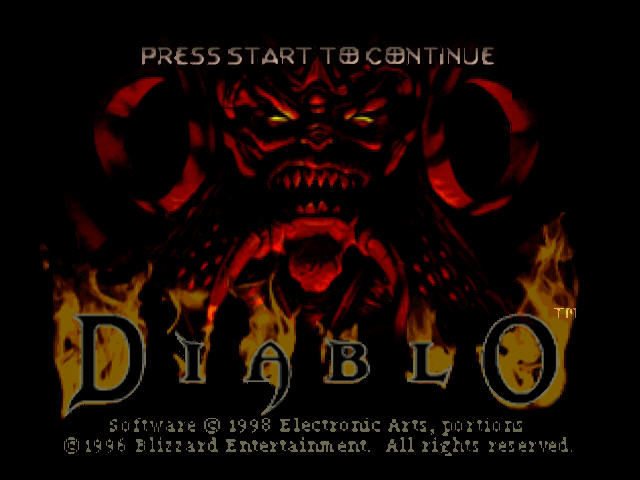 PRESS START TO CONTINUE
TM
DIABLO
Software © 1998 Electronic Arts, portions
© 1996 Blizzard Entertainment. All rights reserved.